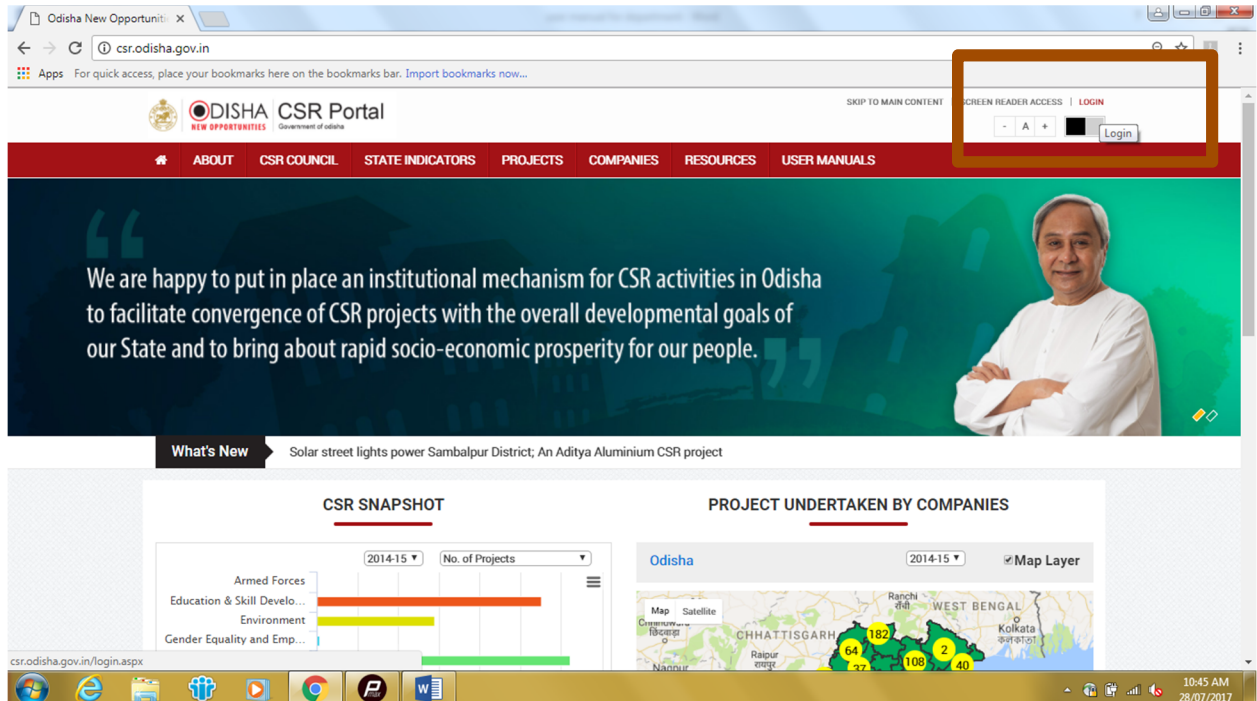 Odisha New Opportuniti
csr.odisha.gov.in
Apps For quick access, place your bookmarks here on the bookmarks bar. Import bookmarks now...
SKIP TO MAIN CONTENT SCREEN READER ACCESS | LOGIN
ODISHA CSR Portal
NEW OPPORTUNITIES Government of odisha
- A +
Login
ABOUT CSR COUNCIL STATE INDICATORS PROJECTS COMPANIES RESOURCES USER MANUALS
We are happy to put in place an institutional mechanism for CSR activities in Odisha
to facilitate convergence of CSR projects with the overall developmental goals of
our State and to bring about rapid socio-economic prosperity for our people.
What's New Solar street lights power Sambalpur District; An Aditya Aluminium CSR project
CSR SNAPSHOT
2014-15 No. of Projects
Armed Forces
Education & Skill Develo...
Environment
Gender Equality and Emp...
PROJECT UNDERTAKEN BY COMPANIES
Odisha 2014-15 Map Layer
Map Satellite
Ranchi
रांची
WEST BENGAL
Kolkata
CHHATTISGARH
Raipur
रायपुर
Nagpur
182
64
2
108
40
37
csr.odisha.gov.in/login.aspx
10:45 AM
28/07/2017